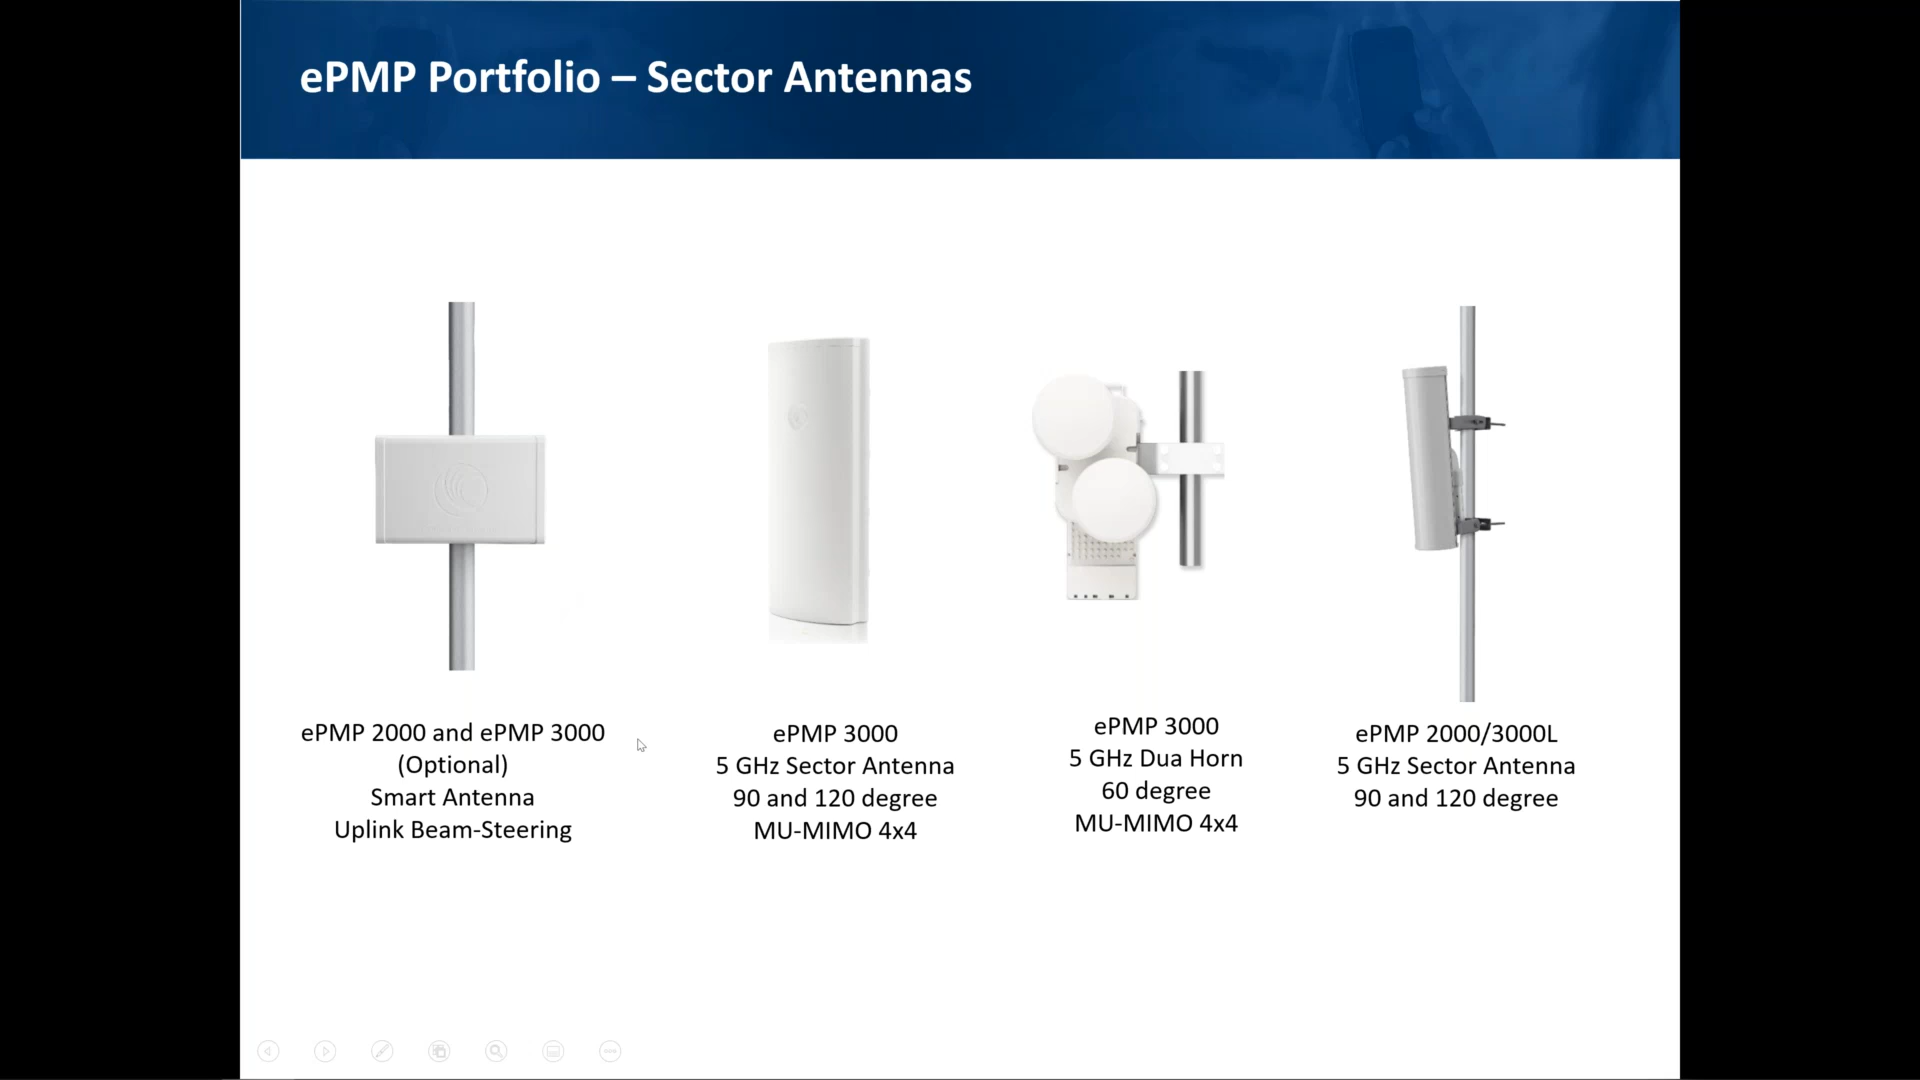 ePMP Portfolio – Sector Antennas
ePMP 2000 and ePMP 3000
(Optional)
Smart Antenna
Uplink Beam-Steering
ePMP 3000
5 GHz Sector Antenna
90 and 120 degree
MU-MIMO 4x4
ePMP 3000
5 GHz Dua Horn
60 degree
MU-MIMO 4x4
ePMP 2000/3000L
5 GHz Sector Antenna
90 and 120 degree